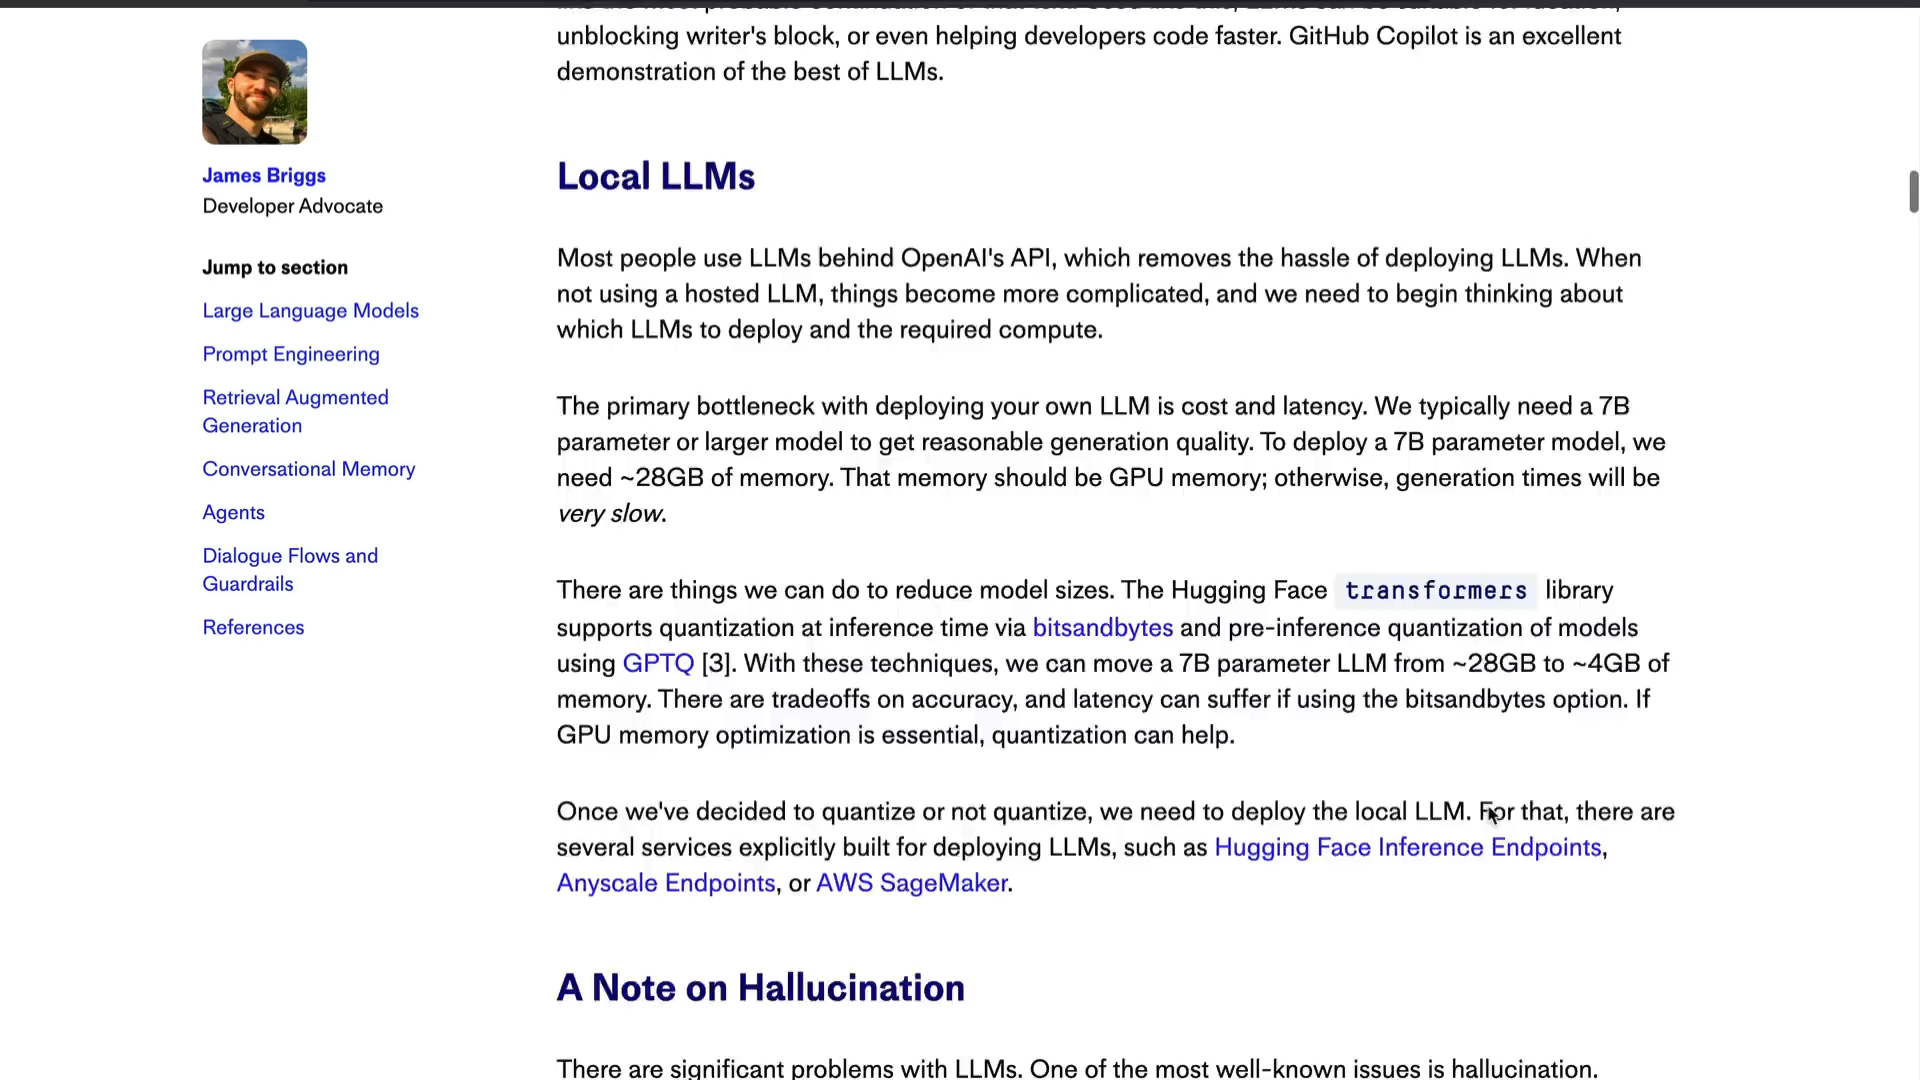 unblocking writer's block, or even helping developers code faster. GitHub Copilot is an excellent
demonstration of the best of LLMs.
James Briggs
Developer Advocate
Jump to section
Large Language Models
Prompt Engineering
Retrieval Augmented
Generation
Conversational Memory
Agents
Dialogue Flows and
Guardrails
References
Local LLMs
Most people use LLMs behind OpenAI's API, which removes the hassle of deploying LLMs. When
not using a hosted LLM, things become more complicated, and we need to begin thinking about
which LLMs to deploy and the required compute.
The primary bottleneck with deploying your own LLM is cost and latency. We typically need a 7B
parameter or larger model to get reasonable generation quality. To deploy a 7B parameter model, we
need ~28GB of memory. That memory should be GPU memory; otherwise, generation times will be
very slow.
There are things we can do to reduce model sizes. The Hugging Face transformers library
supports quantization at inference time via bitsandbytes and pre-inference quantization of models
using GPTQ [3]. With these techniques, we can move a 7B parameter LLM from ~28GB to ~4GB of
memory. There are tradeoffs on accuracy, and latency can suffer if using the bitsandbytes option. If
GPU memory optimization is essential, quantization can help.
Once we've decided to quantize or not quantize, we need to deploy the local LLM. For that, there are
several services explicitly built for deploying LLMs, such as Hugging Face Inference Endpoints,
Anyscale Endpoints, or AWS SageMaker.
A Note on Hallucination
There are significant problems with LLMs. One of the most well-known issues is hallucination.